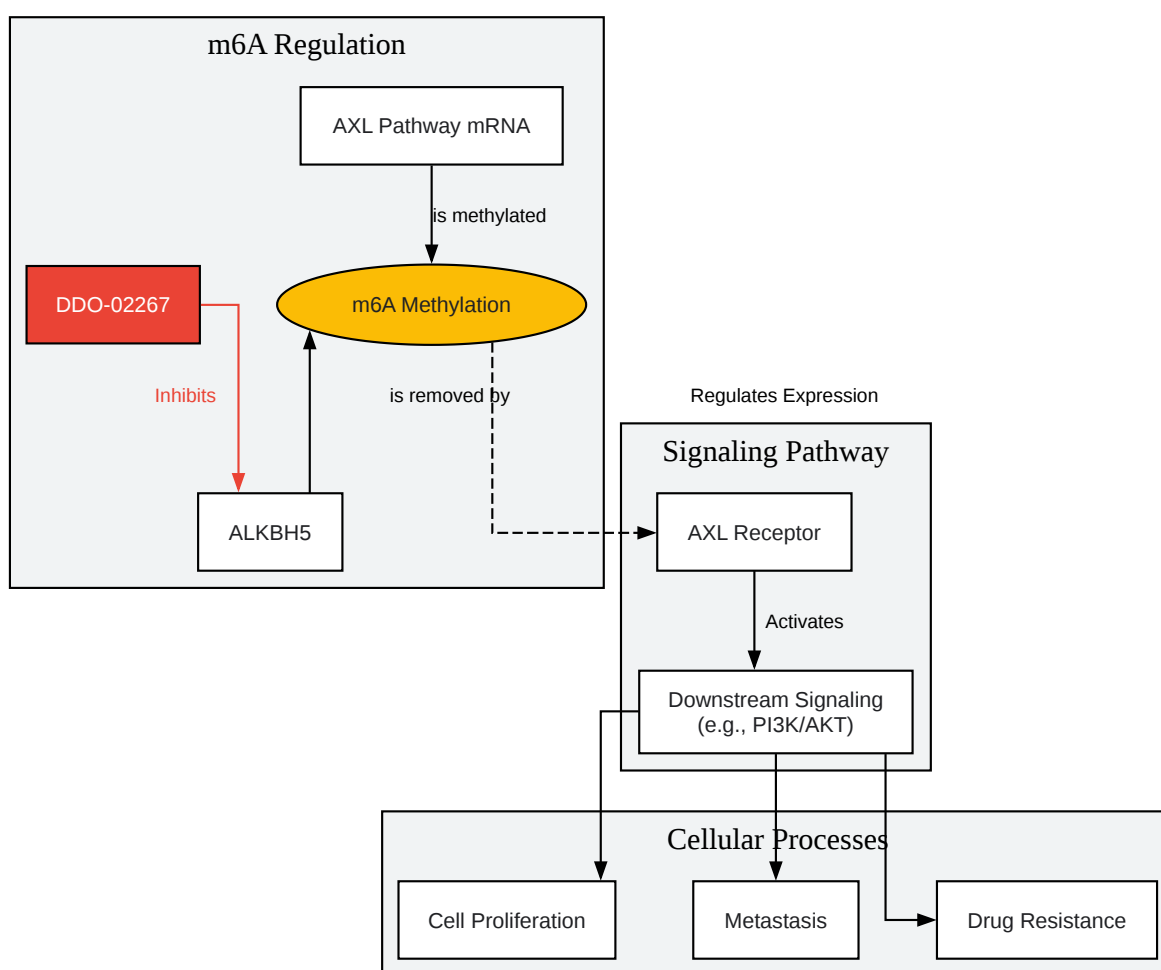 m6A Regulation
AXL Pathway mRNA
is methylated
DDO-02267
m6A Methylation
Inhibits
is removed by
Regulates Expression
Signaling Pathway
ALKBH5
AXL Receptor
Activates
Downstream Signaling
(e.g., PI3K/AKT)
Cellular Processes
Cell Proliferation
Metastasis
Drug Resistance